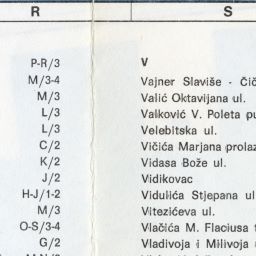 R S
P-R/3 V
M/3-4 Vajner Slaviše - Čič
M/3 Valić Oktavijana ul.
L/3 Valković V. Poleta
L/3 Velebitska ul.
C/2 Vičića Marjana prolaz
K/2 Vidasa Bože ul.
J/2 Vidikovac
H-J/1-2 Vidulića Stjepana ul
M/3 Vitezićeva ul.
O-S/3-4 Vlačića M. Flaciusa
G/2 Vladivoja i Milivoja